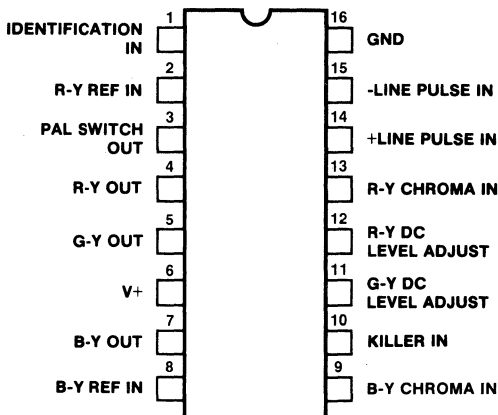 1
IDENTIFICATION
IN
2
R-Y REF IN
3
PAL SWITCH
OUT
4
R-Y OUT
5
G-Y OUT
6
V+
7
B-Y OUT
8
B-Y REF IN
16
GND
15
-LINE PULSE IN
14
+LINE PULSE IN
13
R-Y CHROMA IN
12
R-Y DC
LEVEL ADJUST
11
G-Y DC
LEVEL ADJUST
10
KILLER IN
9
B-Y CHROMA IN